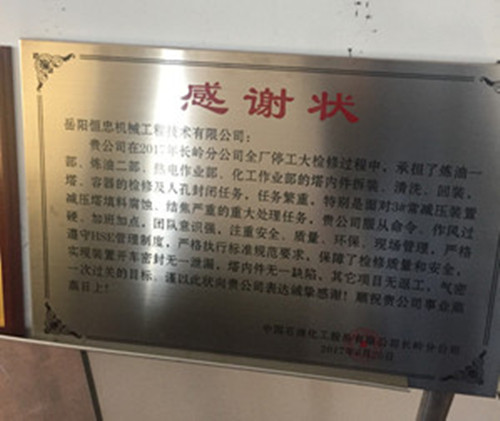 感谢状
岳阳恒忠机械工程技术有限公司：
贵公司在2017年长岭分公司全厂停工大检修过程中，承担了炼油一
部、炼油二部、热电作业部、化工作业部的塔内件拆装、清洗、回装，
塔、容器的检修及人孔封闭任务，任务繁重，特别是面对3#常减压装置
减压塔填料腐蚀、结焦严重的重大处理任务，贵公司服从命令、作风过
硬、加班加点，团队意识强，注重安全、质量、环保、现场管理，严格
遵守HSE管理制度，严格执行标准规范要求，保障了检修质量和安全，
实现装置开车密封无一泄漏，塔内件无一缺陷、其它项目无返工，气密
一次过关的目标。谨以此状向贵公司表达诚挚感谢！顺祝贵公司事业蒸
蒸日上！
中国石油化工股份有限公司长岭分公司